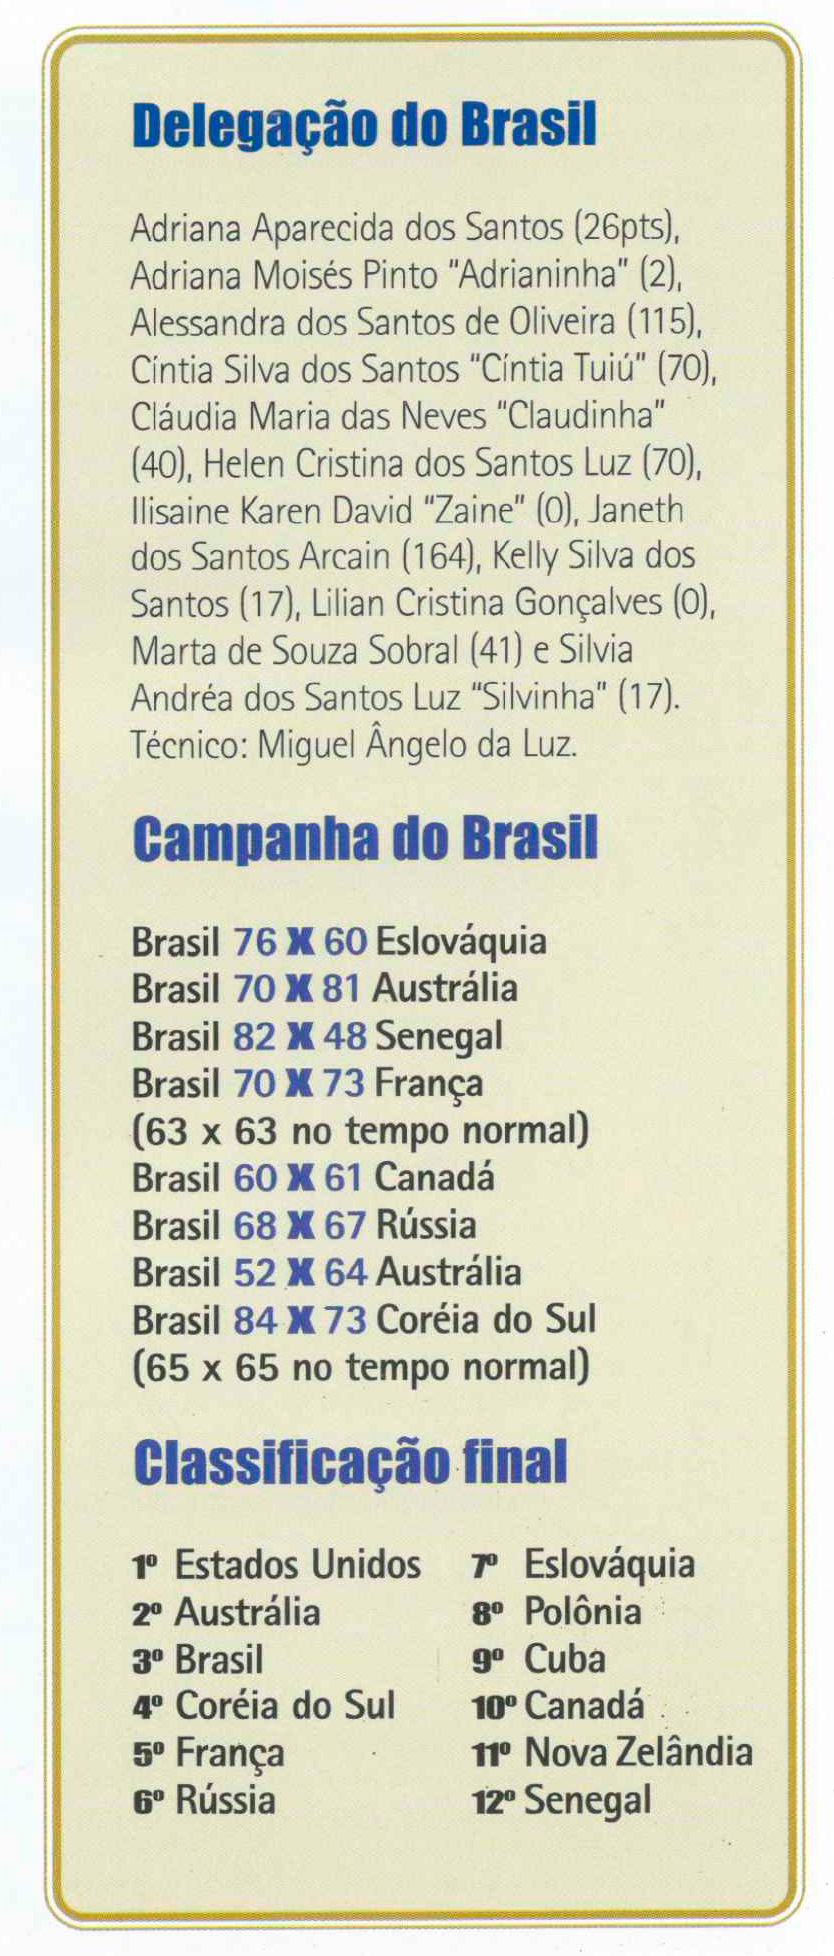 Delegação do Brasil
Adriana Aparecida dos Santos (26pts),
Adriana Moisés Pinto "Adrianinha" (2),
Alessandra dos Santos de Oliveira (115),
Cíntia Silva dos Santos "Cíntia Tuiú" (70),
Cláudia Maria das Neves "Claudinha"
(40), Helen Cristina dos Santos Luz (70),
Ilisaine Karen David "Zaine" (0), Janeth
dos Santos Arcain (164), Kelly Silva dos
Santos (17), Lilian Cristina Gonçalves (0),
Marta de Souza Sobral (41) e Silvia
Andréa dos Santos Luz "Silvinha" (17).
Técnico: Miguel Ângelo da Luz.
Campanha do Brasil
Brasil 76 X 60 Eslováquia
Brasil 70 X 81 Austrália
Brasil 82 X 48 Senegal
Brasil 70 X 73 França
(63 x 63 no tempo normal)
Brasil 60 X 61 Canadá
Brasil 68 X 67 Rússia
Brasil 52 X 64 Austrália
Brasil 84 X 73 Coréia do Sul
(65 x 65 no tempo normal)
Classificação final
1º Estados Unidos
2º Austrália
3º Brasil
4º Coréia do Sul
5º França
6º Rússia
7º Eslováquia
8º Polônia
9º Cuba
10º Canadá
11º Nova Zelândia
12º Senegal